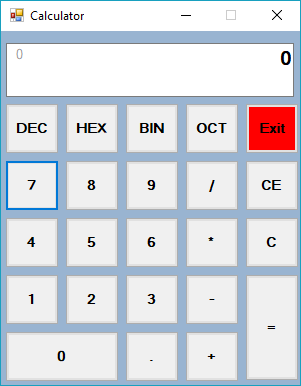 Calculator
0 0
DEC HEX BIN OCT Exit
7 8 9 / CE
4 5 6 * C
1 2 3 -
=
0 . +